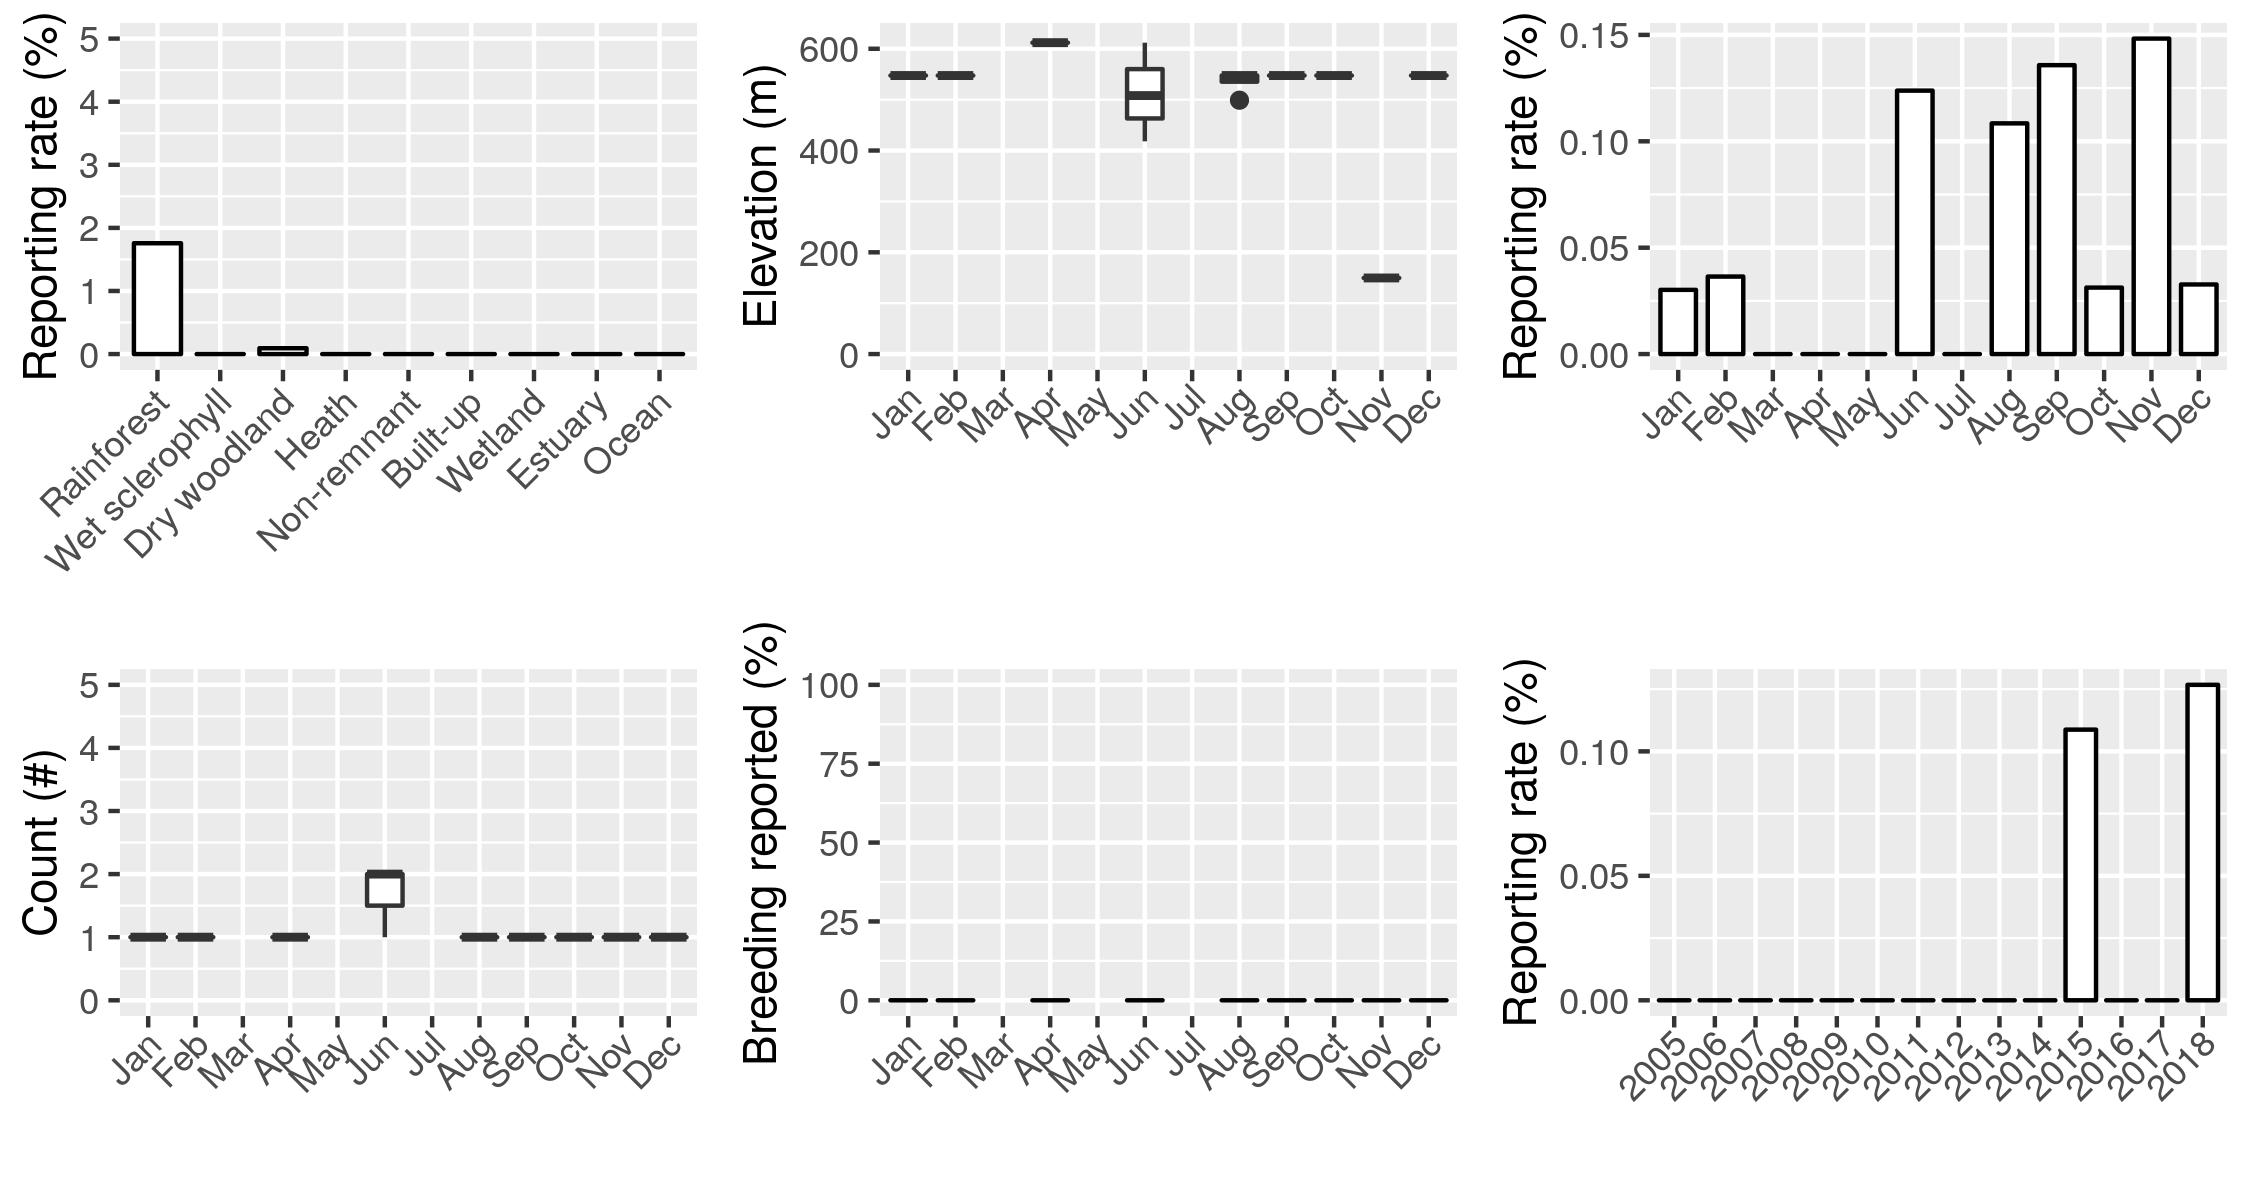 Reporting rate (%)
5
4
3
2
1
0
Rainforest
Wet sclerophyll
Dry woodland
Heath
Non-remnant
Built-up
Wetland
Estuary
Ocean
Elevation (m)
600
400
200
0
Jan
Feb
Mar
Apr
May
Jun
Jul
Aug
Sep
Oct
Nov
Dec
Reporting rate (%)
0.15
0.10
0.05
0.00
Jan
Feb
Mar
Apr
May
Jun
Jul
Aug
Sep
Oct
Nov
Dec
Count (#)
5
4
3
2
1
0
Jan
Feb
Mar
Apr
May
Jun
Jul
Aug
Sep
Oct
Nov
Dec
Breeding reported (%)
100
75
50
25
0
Jan
Feb
Mar
Apr
May
Jun
Jul
Aug
Sep
Oct
Nov
Dec
Reporting rate (%)
0.10
0.05
0.00
2005
2006
2007
2008
2009
2010
2011
2012
2013
2014
2015
2016
2017
2018